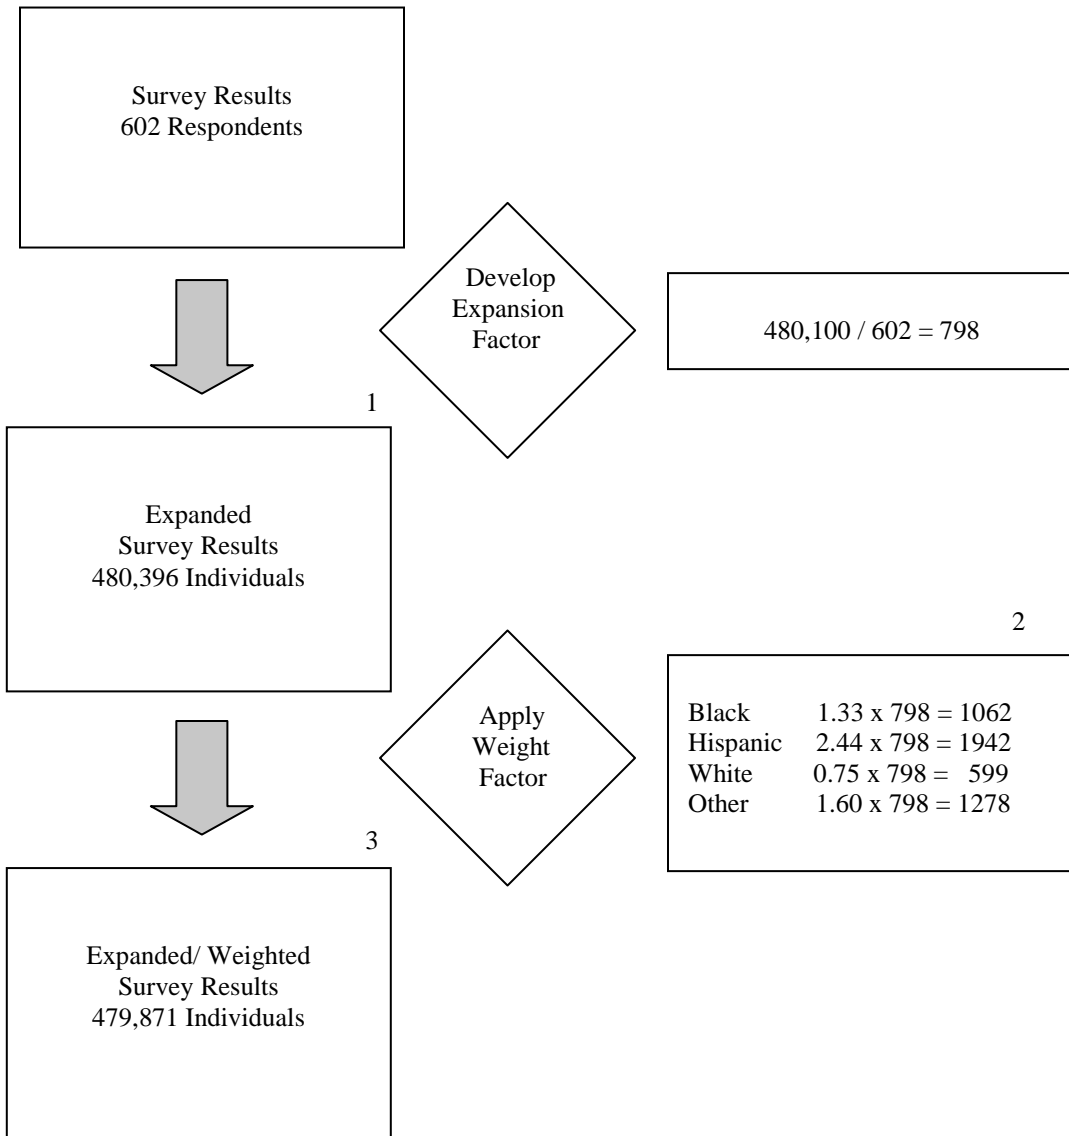 Survey Results
602 Respondents
Develop
Expansion
Factor
480,100 / 602 = 798
1
Expanded
Survey Results
480,396 Individuals
2
Apply
Weight
Factor
Black 1.33 x 798 = 1062
Hispanic 2.44 x 798 = 1942
White 0.75 x 798 = 599
Other 1.60 x 798 = 1278
3
Expanded/ Weighted
Survey Results
479,871 Individuals